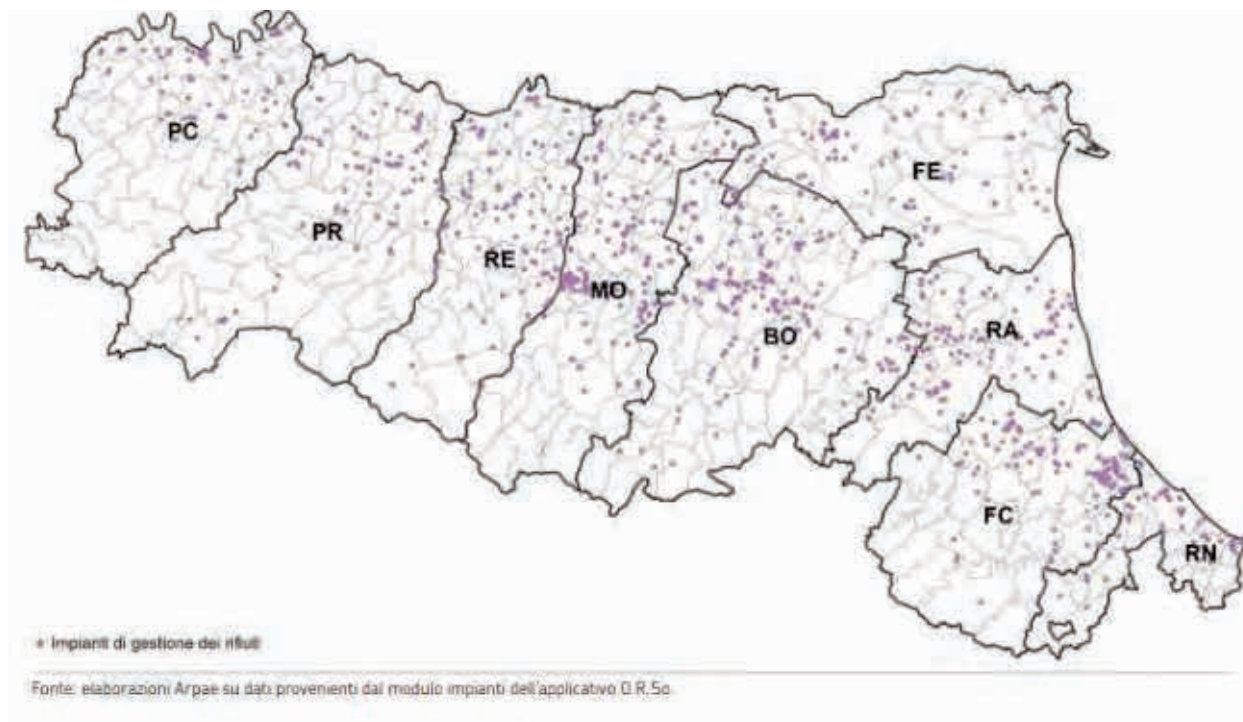 PC
FE
PR
RE
MO
BO
RA
FC
RN
Impianti di gestione dei rifiuti
Fonte: elaborazioni Arpae su dati provenienti dal modulo impianti dell'applicativo O.R.So.